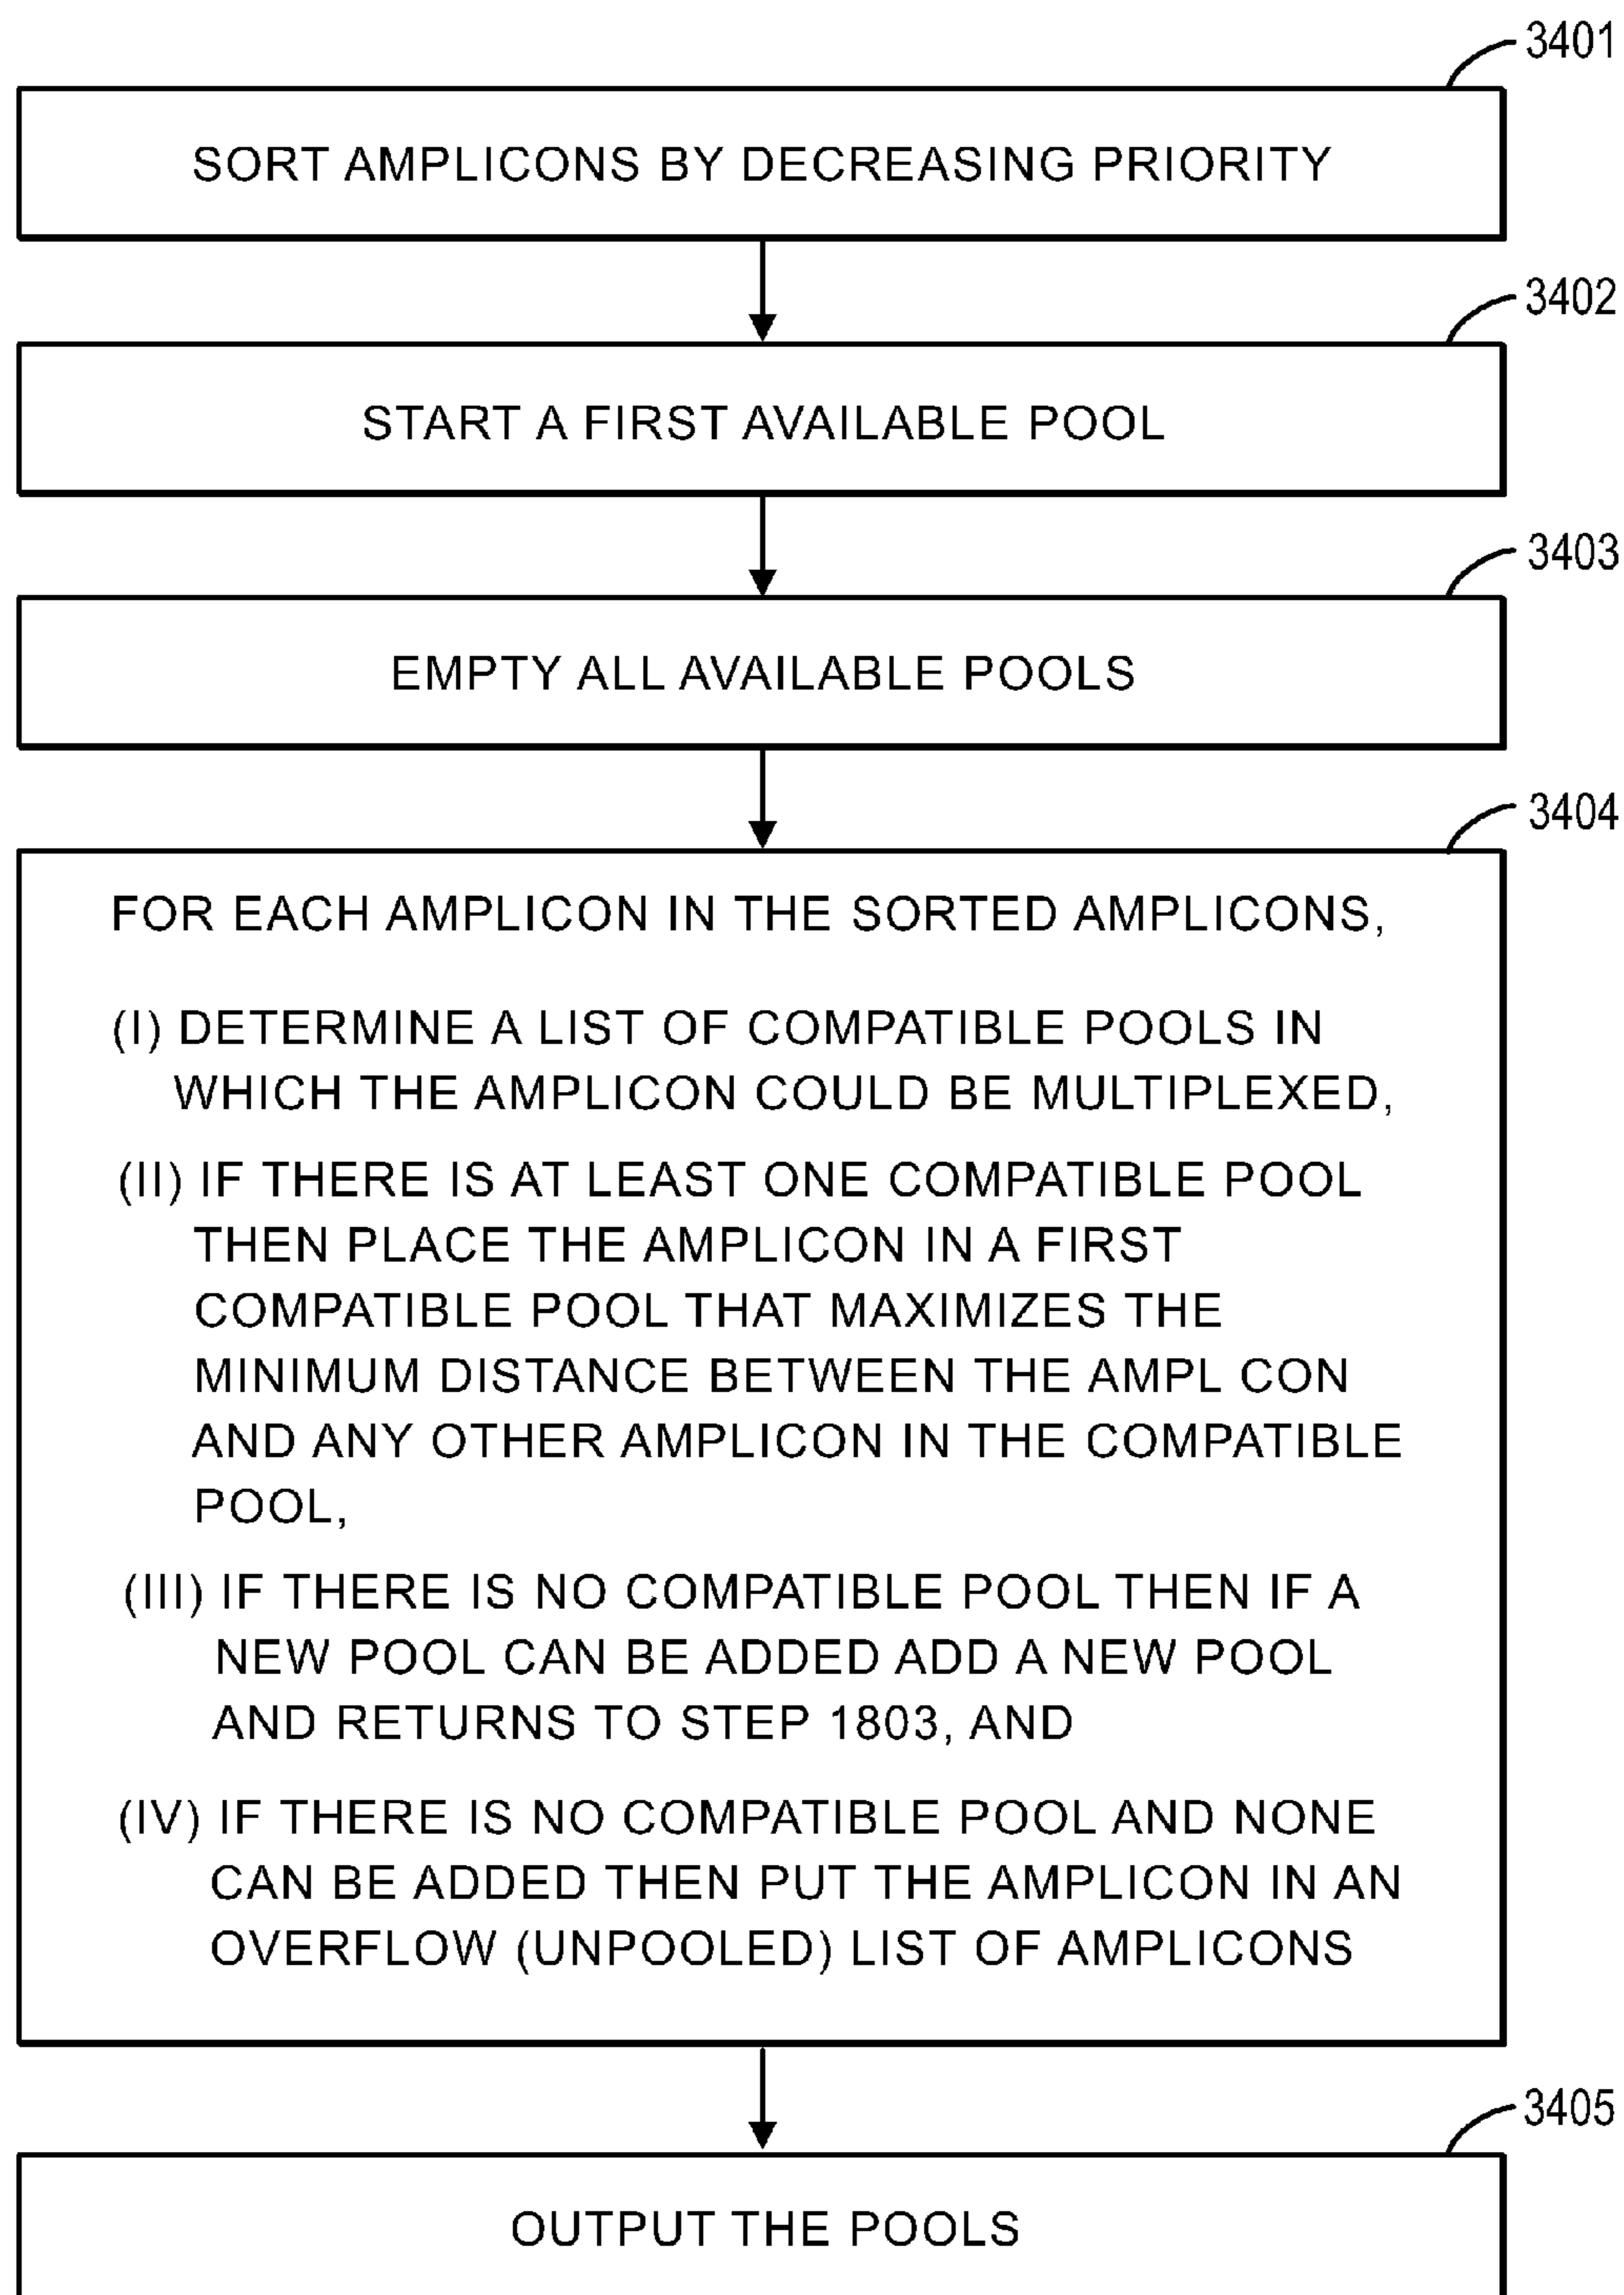 3401
SORT AMPLICONS BY DECREASING PRIORITY
3402
START A FIRST AVAILABLE POOL
3403
EMPTY ALL AVAILABLE POOLS
3404
FOR EACH AMPLICON IN THE SORTED AMPLICONS,
(I) DETERMINE A LIST OF COMPATIBLE POOLS IN
WHICH THE AMPLICON COULD BE MULTIPLEXED,
(II) IF THERE IS AT LEAST ONE COMPATIBLE POOL
THEN PLACE THE AMPLICON IN A FIRST
COMPATIBLE POOL THAT MAXIMIZES THE
MINIMUM DISTANCE BETWEEN THE AMPL CON
AND ANY OTHER AMPLICON IN THE COMPATIBLE
POOL,
(III) IF THERE IS NO COMPATIBLE POOL THEN IF A
NEW POOL CAN BE ADDED ADD A NEW POOL
AND RETURNS TO STEP 1803, AND
(IV) IF THERE IS NO COMPATIBLE POOL AND NONE
CAN BE ADDED THEN PUT THE AMPLICON IN AN
OVERFLOW (UNPOOLED) LIST OF AMPLICONS
3405
OUTPUT THE POOLS